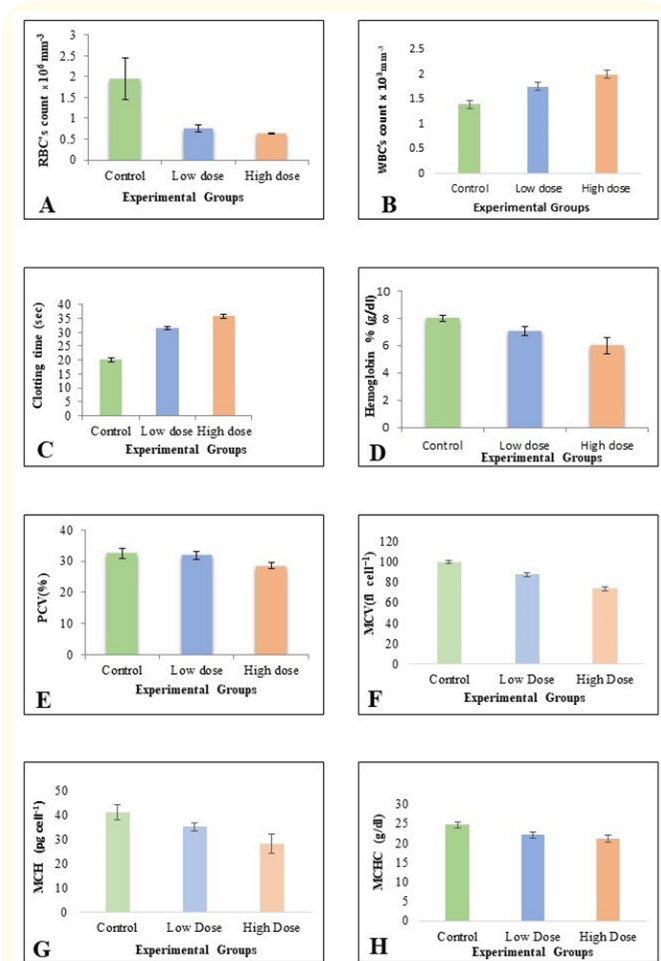 RBC's count x 10⁶ mm⁻³
3
2.5
2
1.5
1
0.5
0
Control Low dose High dose
Experimental Groups
A
WBC's count x 10³mm⁻³
2.5
2
1.5
1
0.5
0
Control Low dose High dose
Experimental Groups
B
Clotting time (sec)
40
35
30
25
20
15
10
5
0
Control Low dose High dose
Experimental Groups
C
Hemoglobin % (g/dl)
10
8
6
4
2
0
Control Low dose High dose
Experimental Groups
D
PCV(%)
40
30
20
10
0
Control Low dose High dose
Experimental Groups
E
MCV(fl cell⁻¹)
120
100
80
60
40
20
0
Control Low Dose High Dose
Experimental Groups
F
MCH (pg cell⁻¹)
50
40
30
20
10
0
Control Low Dose High Dose
Experimental Groups
G
MCHC (g/dl)
30
25
20
15
10
5
0
Control Low Dose High Dose
Experimental Groups
H